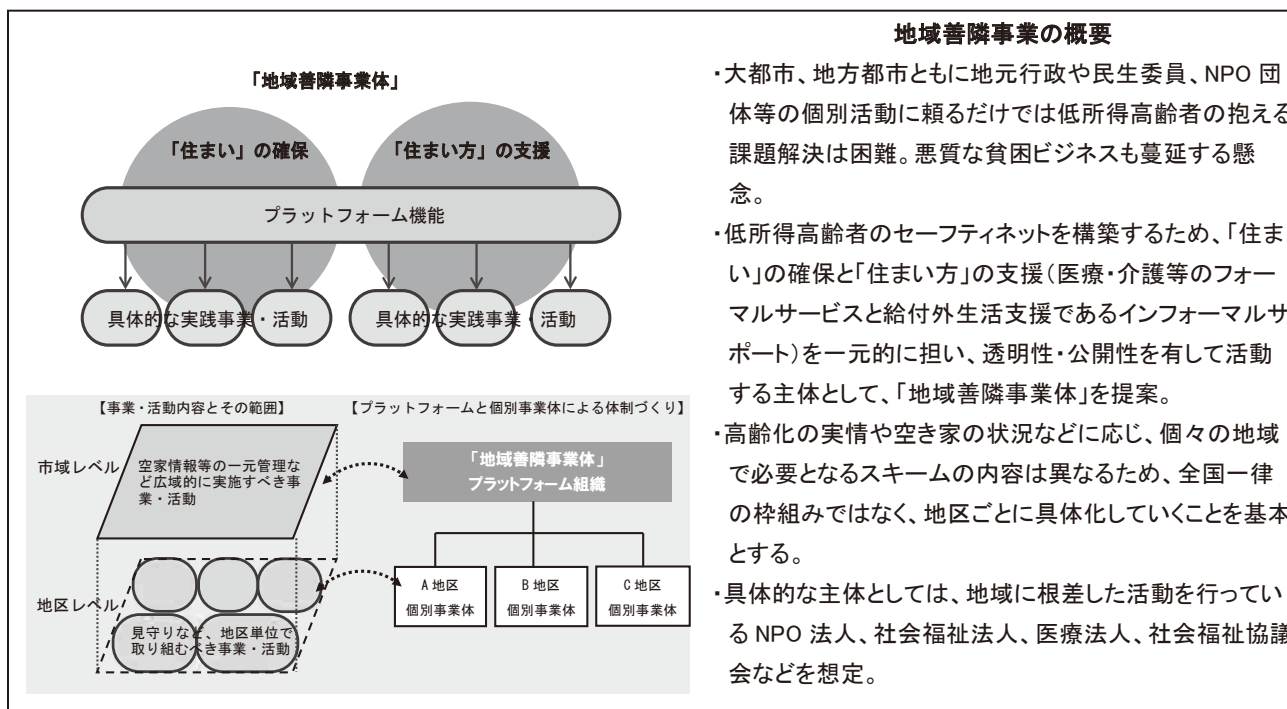 「地域善隣事業体」
「住まい」の確保
「住まい方」の支援
プラットフォーム機能
具体的な実践事業・活動
具体的な実践事業・活動
【事業・活動内容とその範囲】
【プラットフォームと個別事業体による体制づくり】
市域レベル
空家情報等の一元管理な
ど広域的に実施すべき事
業・活動
「地域善隣事業体」
プラットフォーム組織
地区レベル
見守りなど、地区単位で
取り組むべき事業・活動
A 地区
個別事業体
B 地区
個別事業体
C 地区
個別事業体
地域善隣事業の概要
・大都市、地方都市ともに地元行政や民生委員、NPO 団
体等の個別活動に頼るだけでは低所得高齢者の抱える
課題解決は困難。悪質な貧困ビジネスも蔓延する懸
念。
・低所得高齢者のセーフティネットを構築するため、「住ま
い」の確保と「住まい方」の支援(医療・介護等のフォー
マルサービスと給付外生活支援であるインフォーマルサ
ポート)を一元的に担い、透明性・公開性を有して活動
する主体として、「地域善隣事業体」を提案。
・高齢化の実情や空き家の状況などに応じ、個々の地域
で必要となるスキームの内容は異なるため、全国一律
の枠組みではなく、地区ごとに具体化していくことを基本
とする。
・具体的な主体としては、地域に根差した活動を行ってい
る NPO 法人、社会福祉法人、医療法人、社会福祉協議
会などを想定。